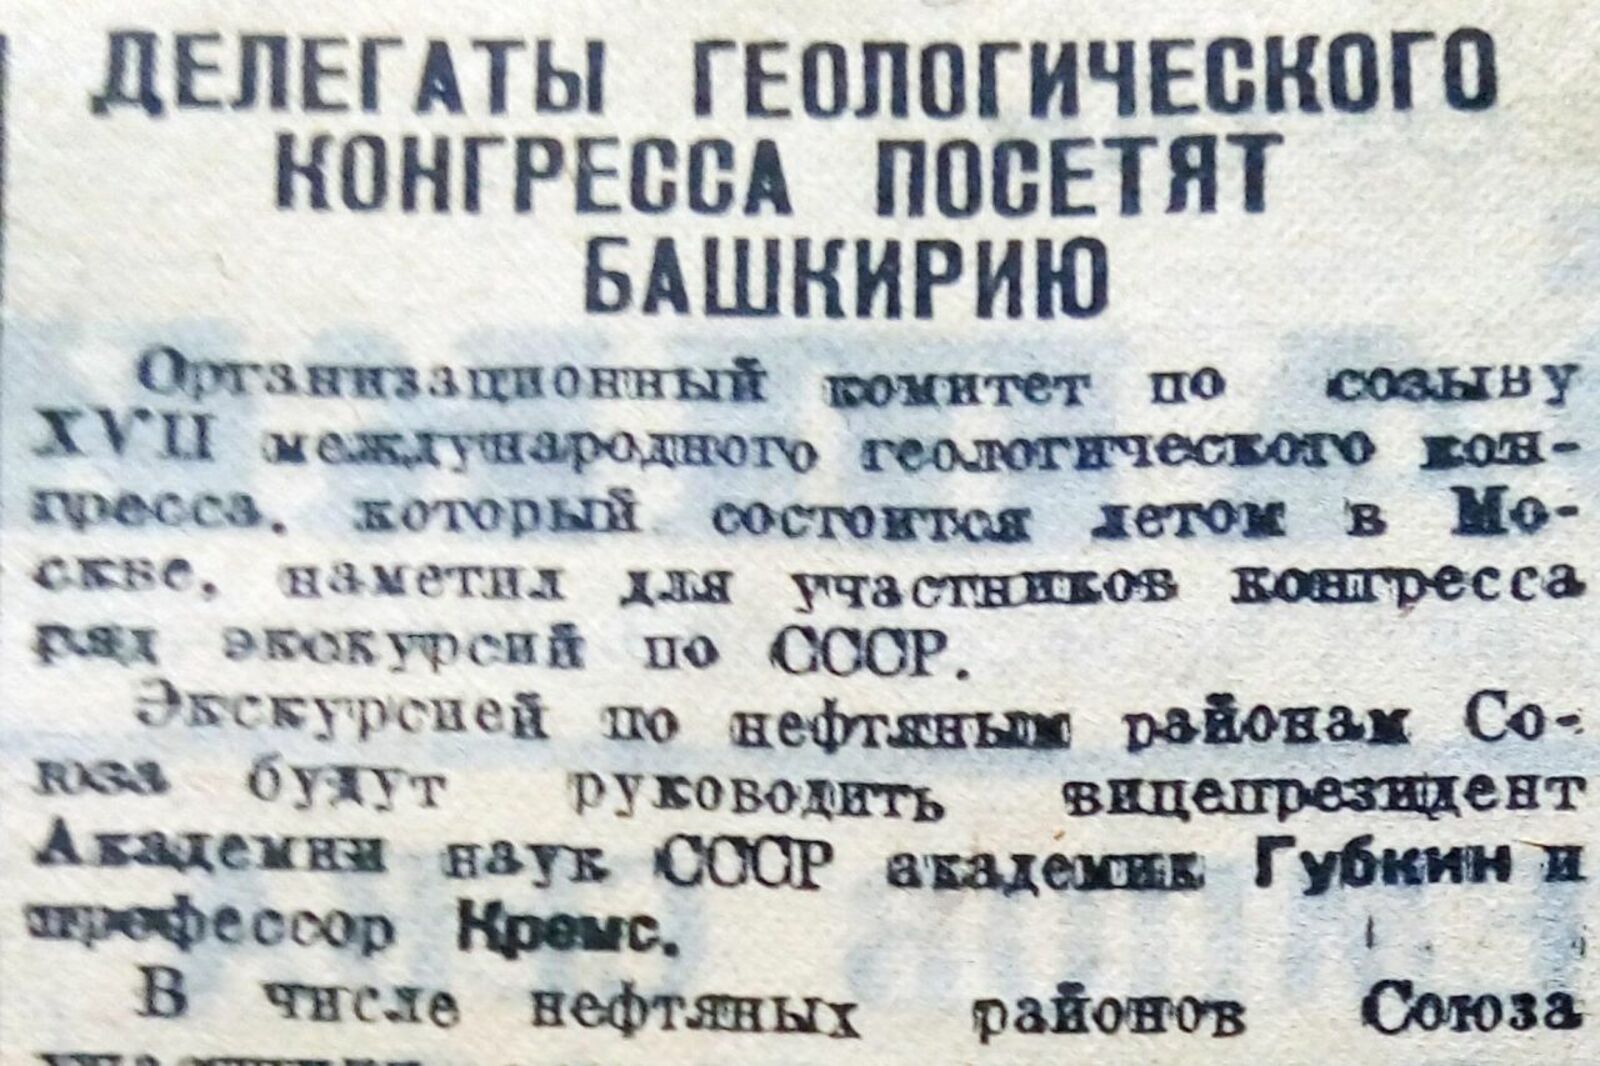 ДЕЛЕГАТЫ ГЕОЛОГИЧЕСКОГО
КОНГРЕССА ПОСЕТЯТ
БАШКИРИЮ
Организационный комитет по созыву
XVII международного геологического кон-
гресса, который состоится летом в Мо-
скве, наметил для участников конгресса
ряд экскурсий по СССР.
Экскурсией по нефтяным районам Со-
юза будут руководить вицепрезидент
Академии наук СССР академик Губкин и
профессор Кремс.
В числе нефтяных районов Союза